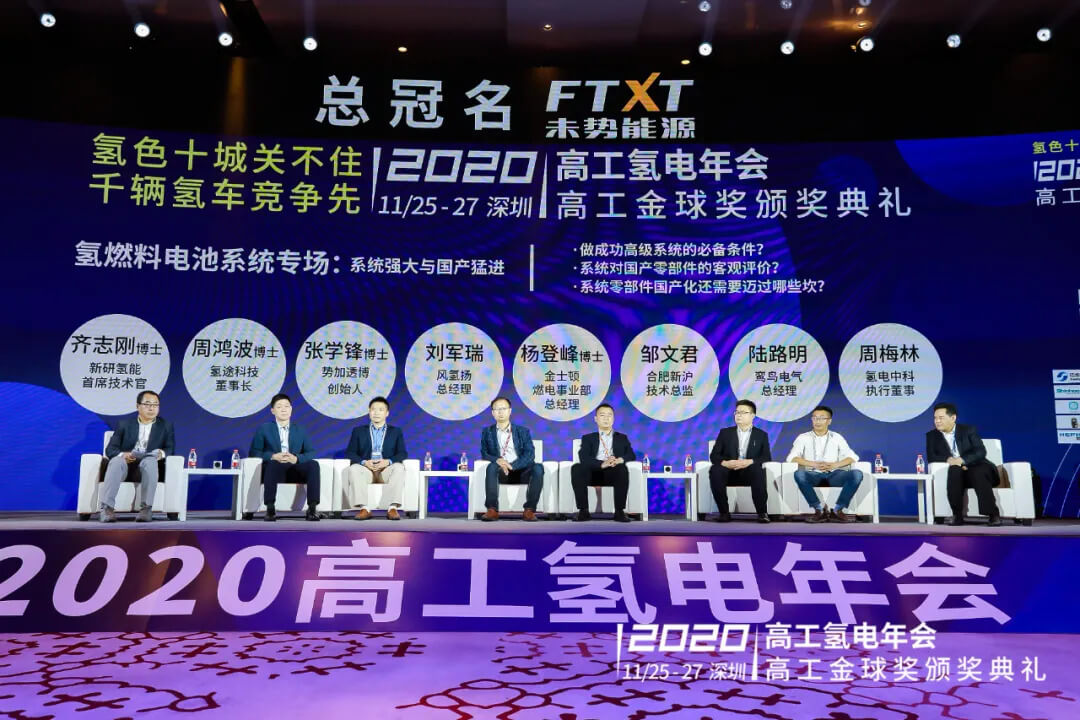 总冠名
FTXT
未势能源
氢色十城关不住
千辆氢车竞争先
2020
11/25-27 深圳
高工氢电年会
高工金球奖颁奖典礼
氢燃料电池系统专场：系统强大与国产猛进
·做成功高级系统的必备条件?
·系统对国产零部件的客观评价?
·系统零部件国产化还需要迈过哪些坎?
齐志刚博士
新研氢能
首席技术官
周鸿波博士
氢途科技
董事长
张学锋博士
势加透博
创始人
刘军瑞
风氢扬
总经理
杨登峰博士
金士顿
燃电事业部
总经理
邹文君
合肥新沪
技术总监
陆路明
鸾鸟电气
总经理
周梅林
氢电中科
执行董事
氢色十
202
高工
2020高工氢电年会
2020
11/25-27 深圳
高工氢电年会
高工金球奖颁奖典礼